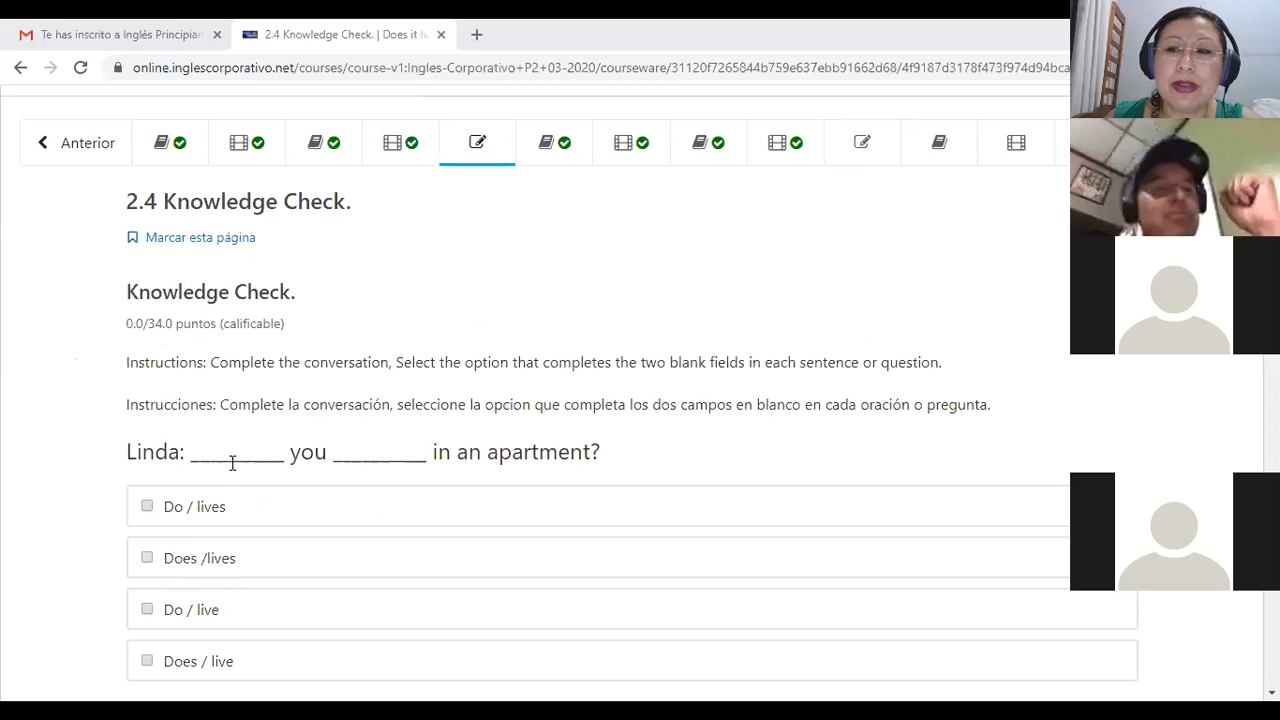 Te has inscrito a Inglés Principian
2.4 Knowledge Check. | Does it h
online.inglescorporativo.net/courses/course-v1:Ingles-Corporativo+P2+03-2020/courseware/31120f7265844b759e637ebb91662d68/4f9187d3178f473f974d94bca
Anterior
2.4 Knowledge Check.
Marcar esta página
Knowledge Check.
0.0/34.0 puntos (calificable)
Instructions: Complete the conversation, Select the option that completes the two blank fields in each sentence or question.
Instrucciones: Complete la conversación, seleccione la opcion que completa los dos campos en blanco en cada oración o pregunta.
Linda: _________ you _________ in an apartment?
Do / lives
Does /lives
Do / live
Does / live